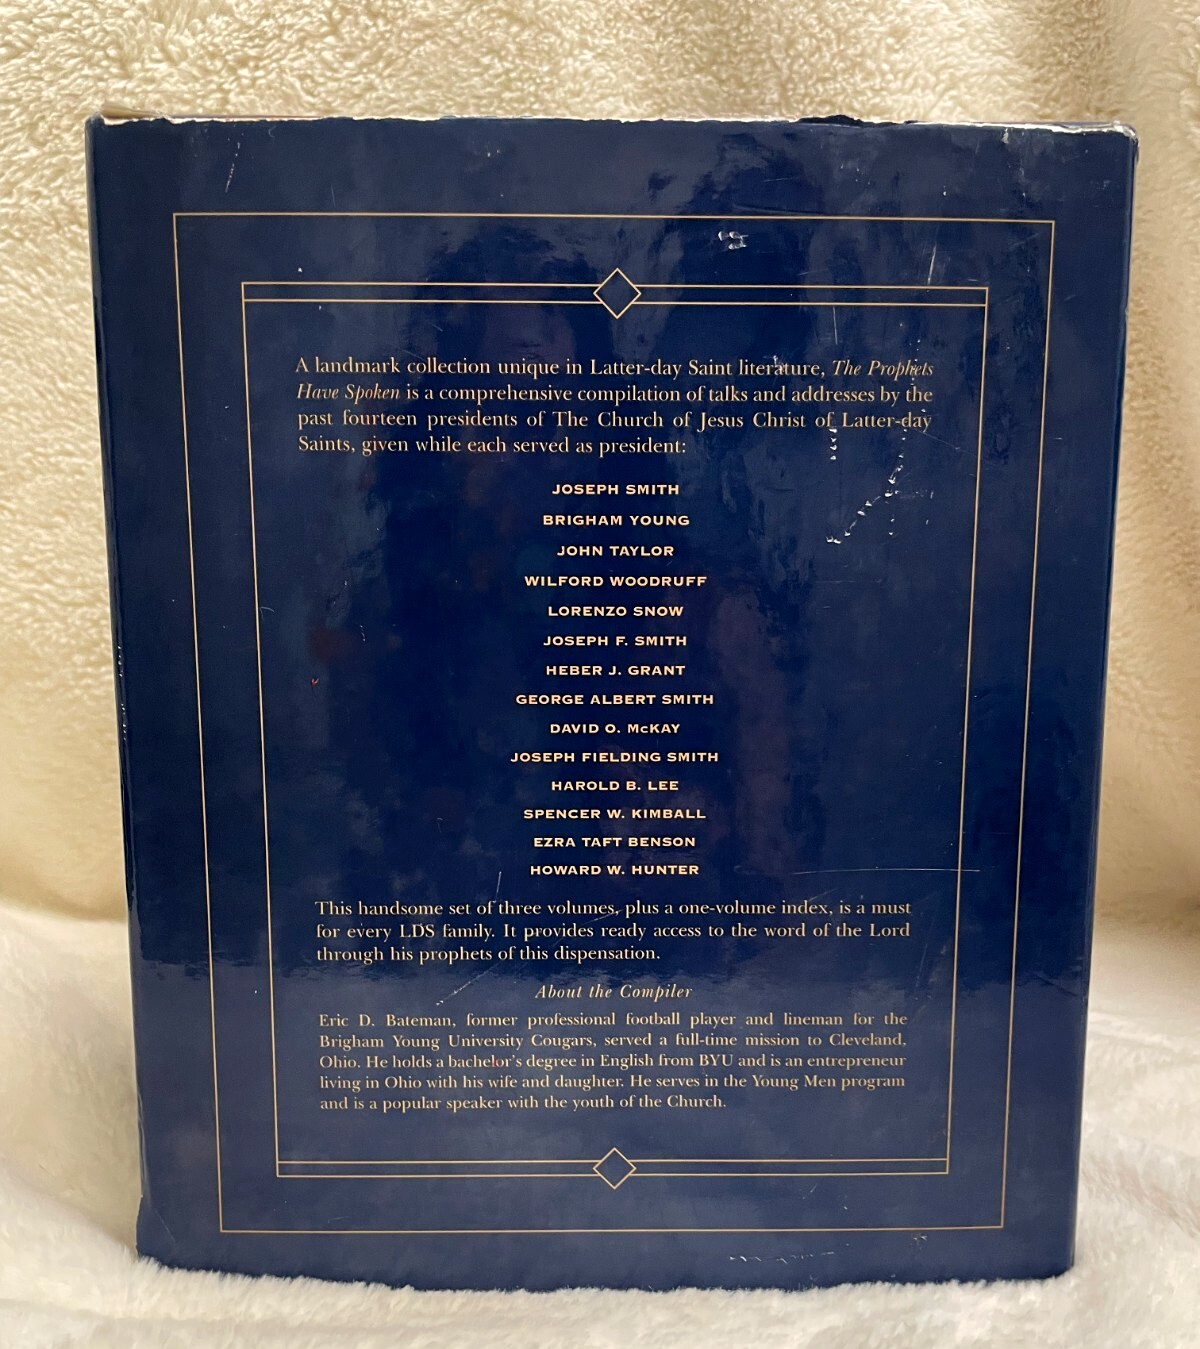 A landmark collection unique in Latter-day Saint literature, The Prophets
Have Spoken is a comprehensive compilation of talks and addresses by the
past fourteen presidents of The Church of Jesus Christ of Latter-day
Saints, given while each served as president:
JOSEPH SMITH
BRIGHAM YOUNG
JOHN TAYLOR
WILFORD WOODRUFF
LORENZO SNOW
JOSEPH F. SMITH
HEBER J. GRANT
GEORGE ALBERT SMITH
DAVID O. McKAY
JOSEPH FIELDING SMITH
HAROLD B. LEE
SPENCER W. KIMBALL
EZRA TAFT BENSON
HOWARD W. HUNTER
This handsome set of three volumes, plus a one-volume index, is a must
for every LDS family. It provides ready access to the word of the Lord
through his prophets of this dispensation.
About the Compiler
Eric D. Bateman, former professional football player and lineman for the
Brigham Young University Cougars, served a full-time mission to Cleveland,
Ohio. He holds a bachelor's degree in English from BYU and is an entrepreneur
living in Ohio with his wife and daughter. He serves in the Young Men program
and is a popular speaker with the youth of the Church.